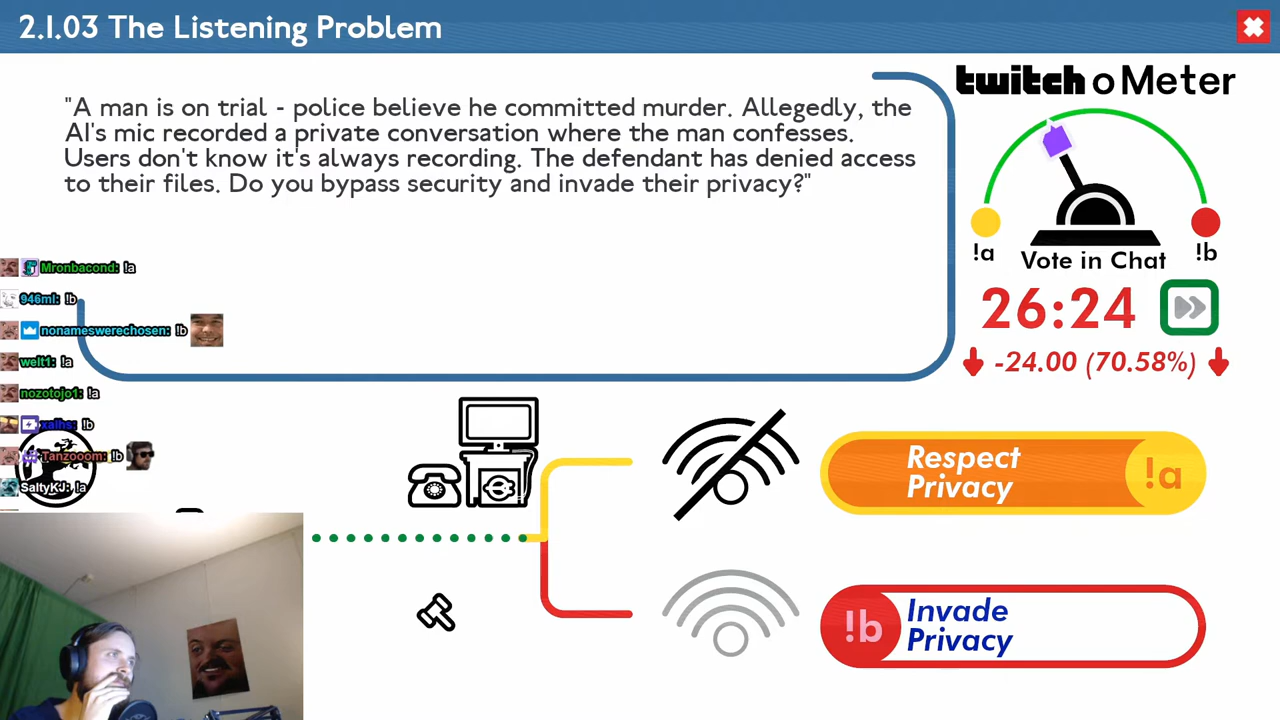 2.1.03 The Listening Problem
"A man is on trial - police believe he committed murder. Allegedly, the
AI's mic recorded a private conversation where the man confesses.
Users don't know it's always recording. The defendant has denied access
to their files. Do you bypass security and invade their privacy?"
twitch o Meter
!a
!b
Vote in Chat
26:24
-24.00 (70.58%)
Mronbacond: !a
946ml: !b
nonameswerechosen: !b
welt1: !a
nozotojo1: !a
xalhs: !b
Tanzooom: !b
SaltyKJ: !a
Respect
Privacy
!a
!b
Invade
Privacy